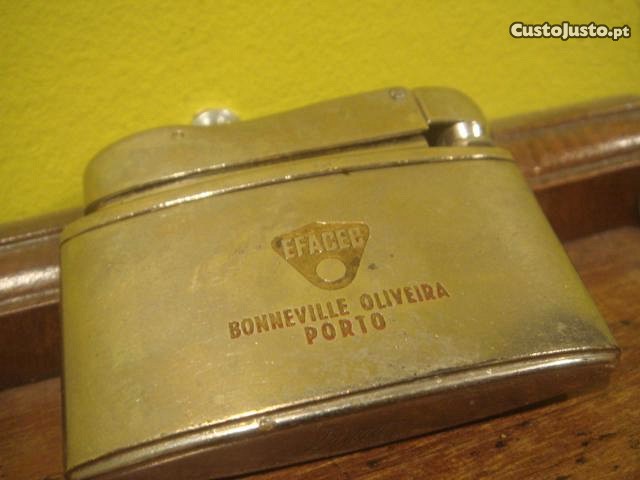 CustoJusto.pt
EFACEC
BONNEVILLE OLIVEIRA
PORTO